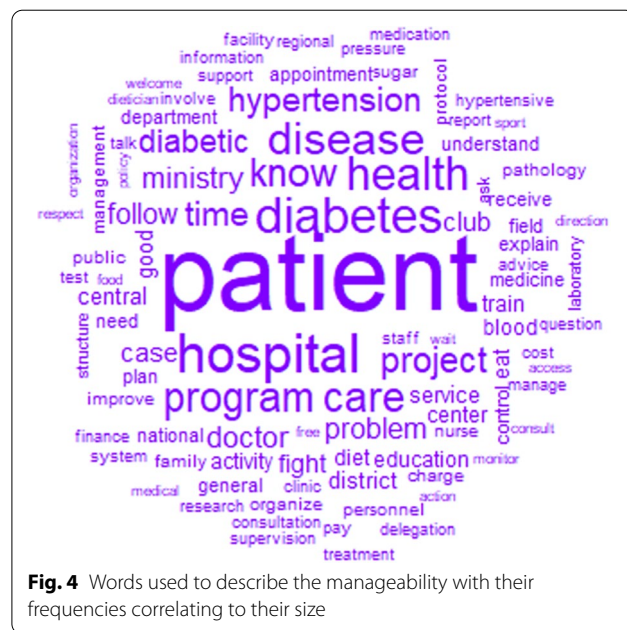 facility regional medication
information pressure
welcome support appointment sugar protocol
dietician involve hypertension hypertensive
department report sport
organization management talk diabetic disease understand
policy ministry know health ask pathology
respect follow time diabetes club receive
field direction
public good patient explain laboratory
test food advice
central medicine
structure need train
blood question
case hospital staff wait
plan project eat cost
access
improve program care service control manage
center
finance national doctor free problem nurse consult
system family activity fight diet education monitor
medical general clinic district charge
research organize personnel action
consultation pay delegation
supervision
treatment
Fig. 4 Words used to describe the manageability with their
frequencies correlating to their size